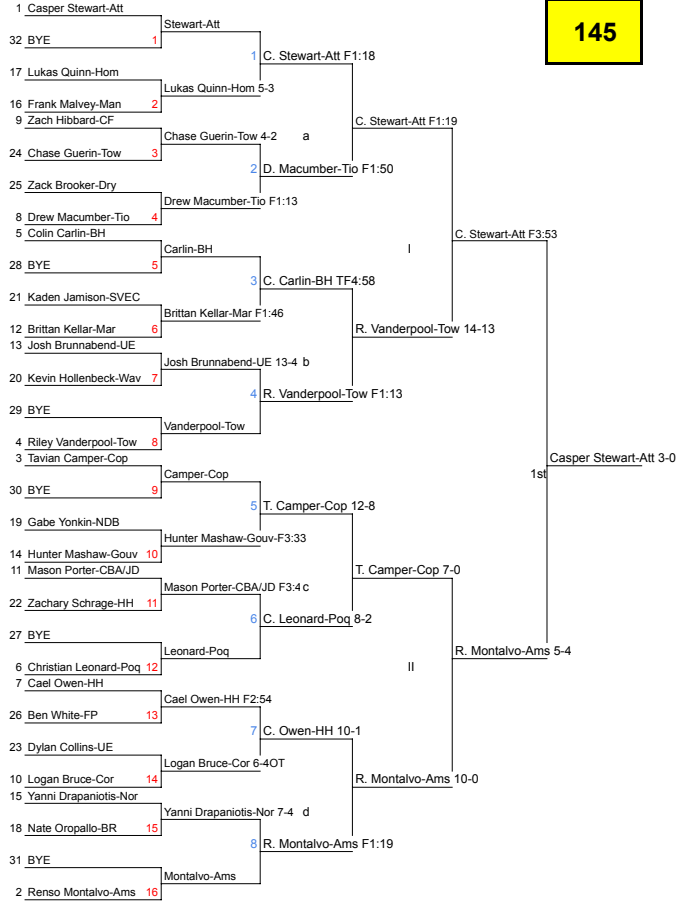 145
1 Casper Stewart-Att
Stewart-Att
32 BYE 1
1 C. Stewart-Att F1:18
17 Lukas Quinn-Hom
Lukas Quinn-Hom 5-3
16 Frank Malvey-Man 2
C. Stewart-Att F1:19
9 Zach Hibbard-CF
Chase Guerin-Tow 4-2 a
24 Chase Guerin-Tow 3
2 D. Macumber-Tio F1:50
25 Zack Brooker-Dry
Drew Macumber-Tio F1:13
8 Drew Macumber-Tio 4
C. Stewart-Att F3:53
5 Colin Carlin-BH
Carlin-BH
I
28 BYE 5
3 C. Carlin-BH TF4:58
21 Kaden Jamison-SVEC
Brittan Kellar-Mar F1:46
12 Brittan Kellar-Mar 6
R. Vanderpool-Tow 14-13
13 Josh Brunnabend-UE
Josh Brunnabend-UE 13-4 b
20 Kevin Hollenbeck-Wav 7
4 R. Vanderpool-Tow F1:13
29 BYE
Vanderpool-Tow
4 Riley Vanderpool-Tow 8
Casper Stewart-Att 3-0
1st
3 Tavian Camper-Cop
Camper-Cop
30 BYE 9
5 T. Camper-Cop 12-8
19 Gabe Yonkin-NDB
Hunter Mashaw-Gouv-F3:33
14 Hunter Mashaw-Gouv 10
T. Camper-Cop 7-0
11 Mason Porter-CBA/JD
Mason Porter-CBA/JD F3:4 c
22 Zachary Schrage-HH 11
6 C. Leonard-Poq 8-2
27 BYE
Leonard-Poq
6 Christian Leonard-Poq 12
R. Montalvo-Ams 5-4
II
7 Cael Owen-HH
Cael Owen-HH F2:54
26 Ben White-FP 13
7 C. Owen-HH 10-1
23 Dylan Collins-UE
Logan Bruce-Cor 6-4OT
10 Logan Bruce-Cor 14
R. Montalvo-Ams 10-0
15 Yanni Drapaniotis-Nor
Yanni Drapaniotis-Nor 7-4 d
18 Nate Oropallo-BR 15
8 R. Montalvo-Ams F1:19
31 BYE
Montalvo-Ams
2 Renso Montalvo-Ams 16